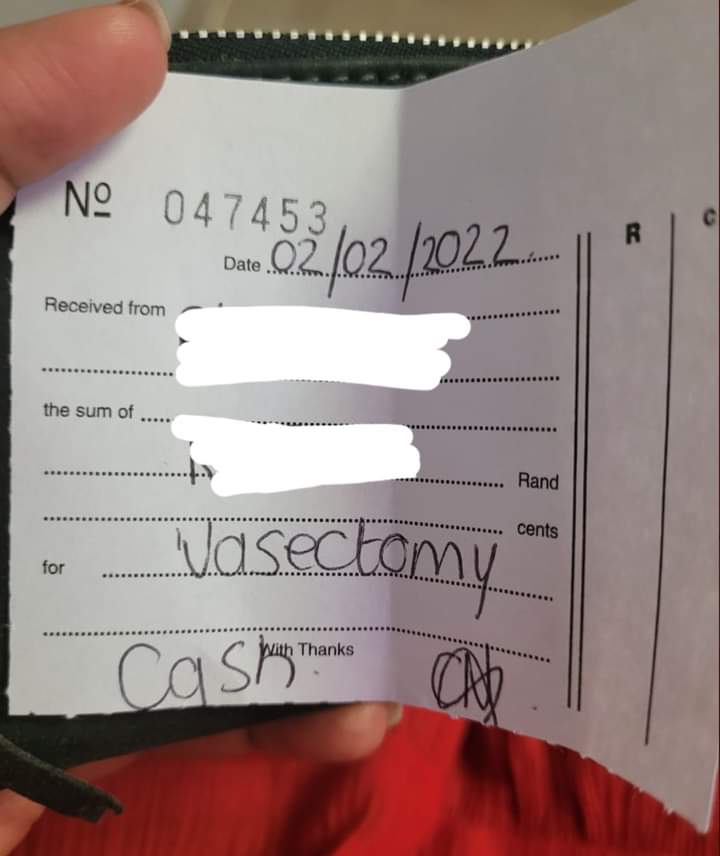 Nº 047453
Date 02/02/2022
Received from
the sum of
Rand
cents
for Vasectomy
With Thanks
Cash
R C